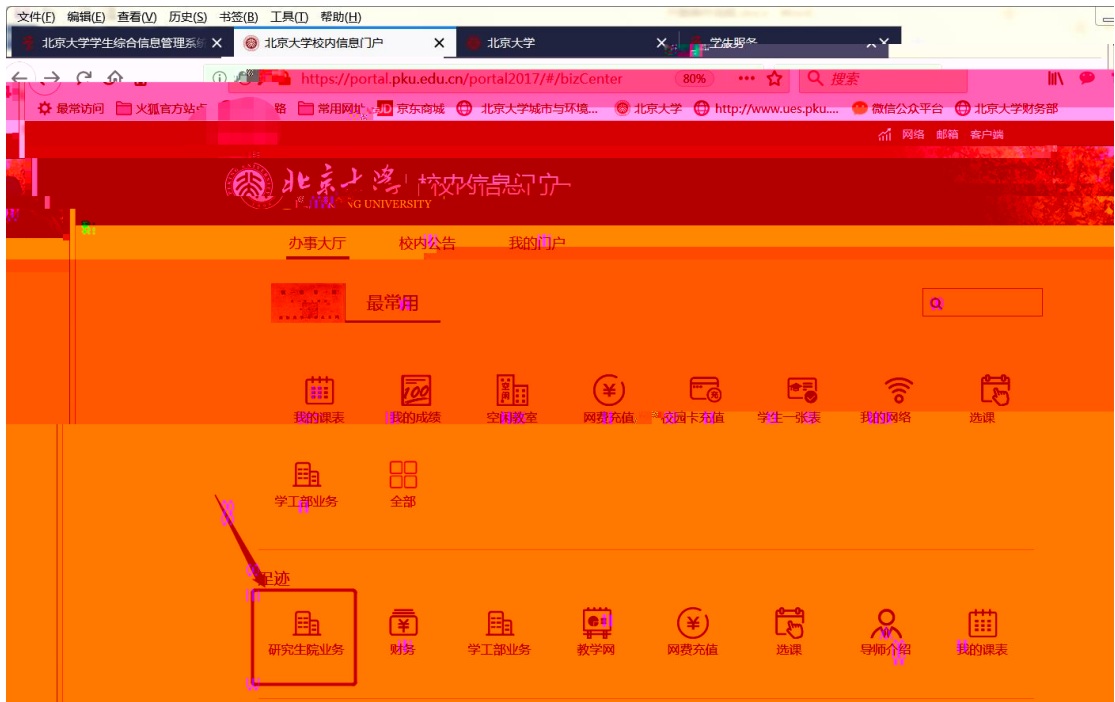 文件(F) 编辑(E) 查看(V) 历史(S) 书签(B) 工具(T) 帮助(H)
北京大学学生综合信息管理系统 北京大学校内信息门户 北京大学
https://portal.pku.edu.cn/portal2017/#/bizCenter 80% 搜索
最常访问 火狐官方站点 常用网址 京东商城 北京大学城市与环境... 北京大学 http://www.ues.pku.... 微信公众平台 北京大学财务部
网络 邮箱 客户端
北京大学 校内信息门户
UNIVERSITY
办事大厅 校内公告 我的门户
最常用
我的课表 我的成绩 空闲教室 网费充值 校园卡充值 学生一张表 我的网络 选课
学工部业务 全部
足迹
研究生院业务 财务 学工部业务 教学网 网费充值 选课 导师介绍 我的课表